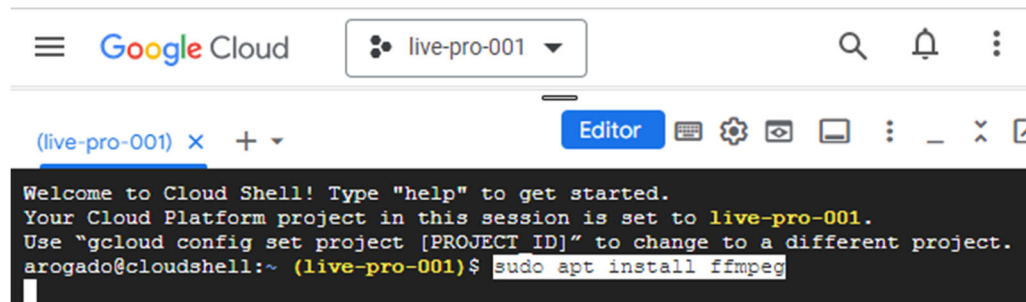 Google Cloud
live-pro-001
(live-pro-001)
Editor
Welcome to Cloud Shell! Type "help" to get started.
Your Cloud Platform project in this session is set to live-pro-001.
Use “gcloud config set project [PROJECT_ID]” to change to a different project.
arogado@cloudshell:~ (live-pro-001)$ sudo apt install ffmpeg